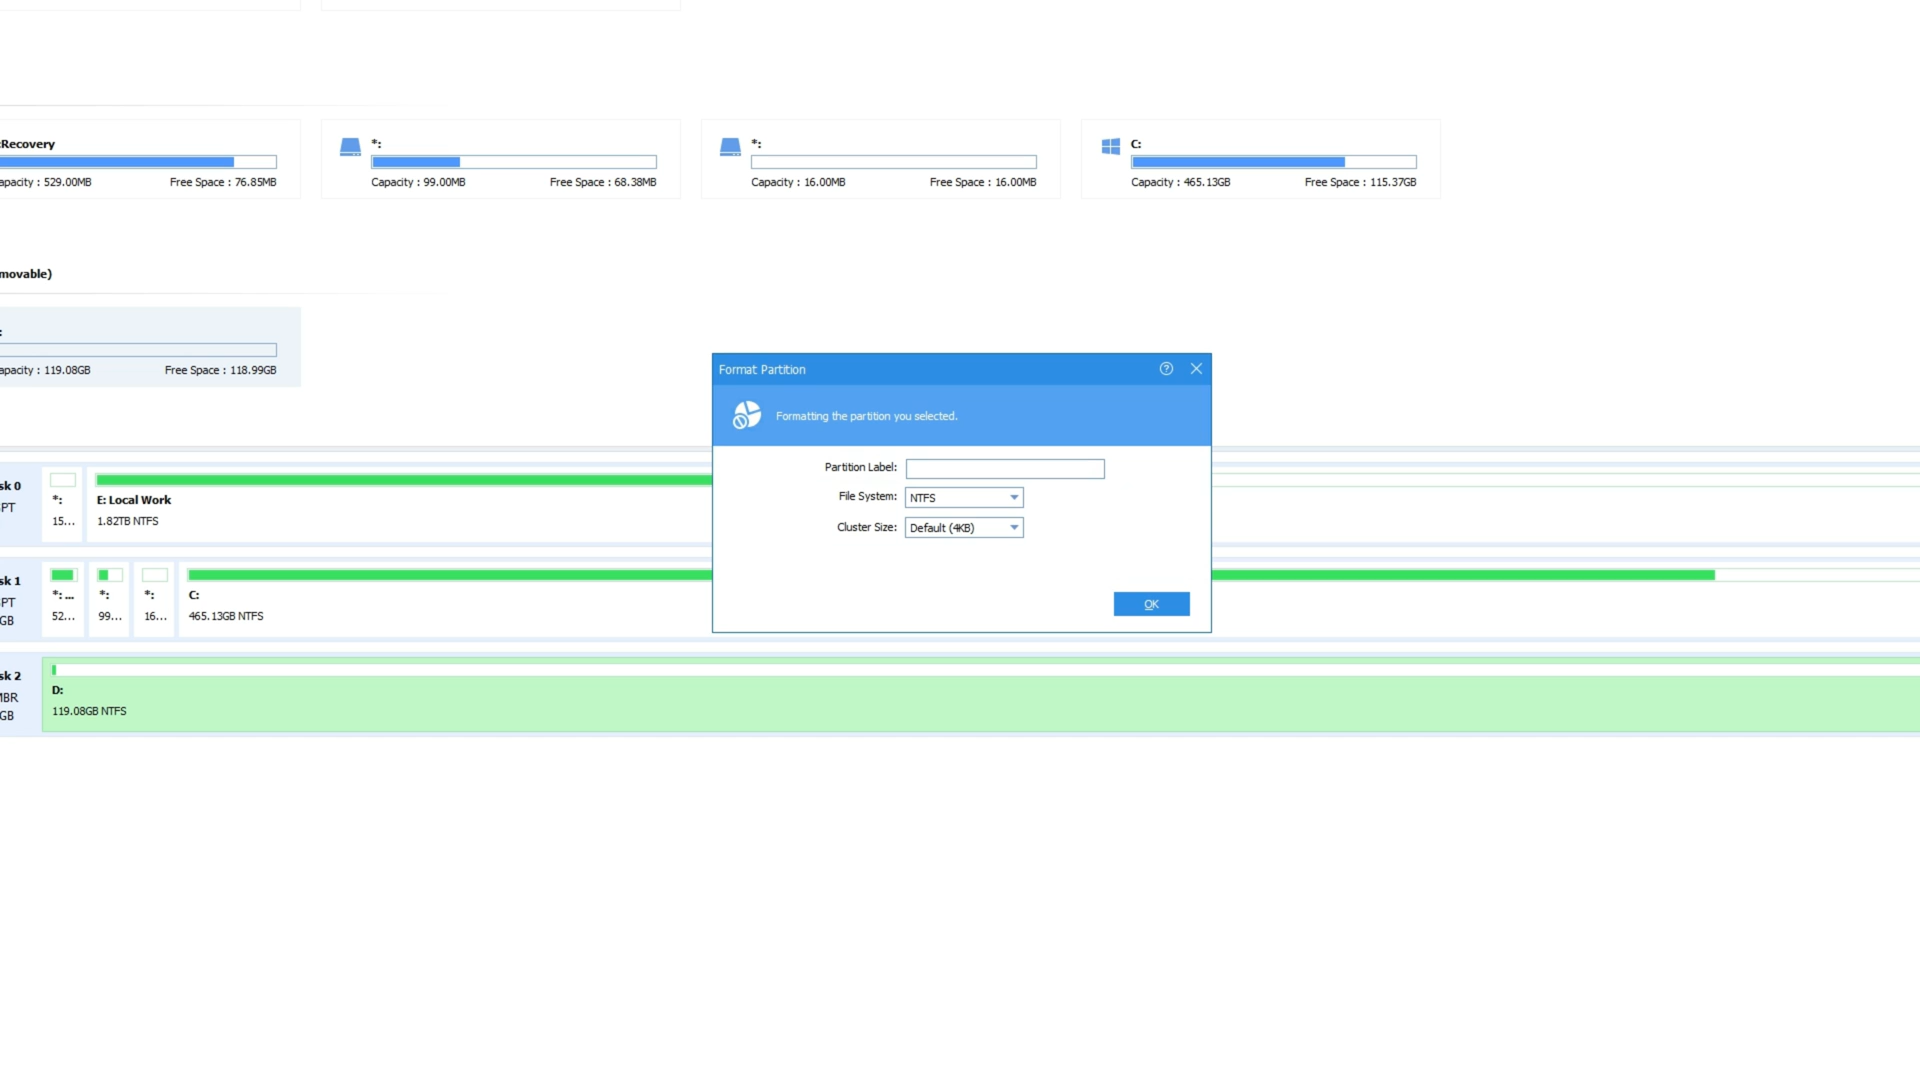 :Recovery
*:
*:
C:
apacity : 529.00MB Free Space : 76.85MB
Capacity : 99.00MB Free Space : 68.38MB
Capacity : 16.00MB Free Space : 16.00MB
Capacity : 465.13GB Free Space : 115.37GB
movable)
:
apacity : 119.08GB Free Space : 118.99GB
Format Partition
Formatting the partition you selected.
Partition Label:
File System: NTFS
Cluster Size: Default (4KB)
OK
sk 0
PT
*:
15...
E: Local Work
1.82TB NTFS
sk 1
PT
GB
*: ...
52...
*:
99...
*:
16...
C:
465.13GB NTFS
sk 2
MBR
GB
D:
119.08GB NTFS